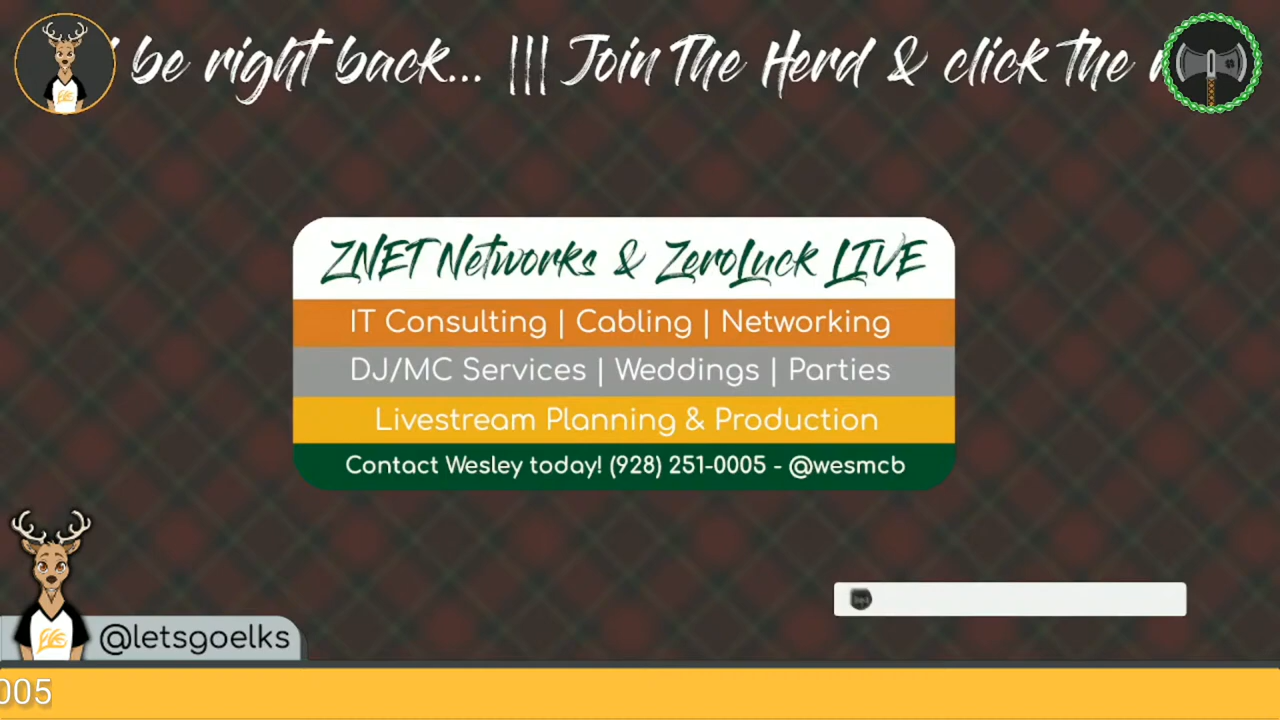 be right back... ||| Join The Herd & click the
ZNET Networks & ZeroLuck LIVE
IT Consulting | Cabling | Networking
DJ/MC Services | Weddings | Parties
Livestream Planning & Production
Contact Wesley today! (928) 251-0005 - @wesmcb
@letsgoelks
005